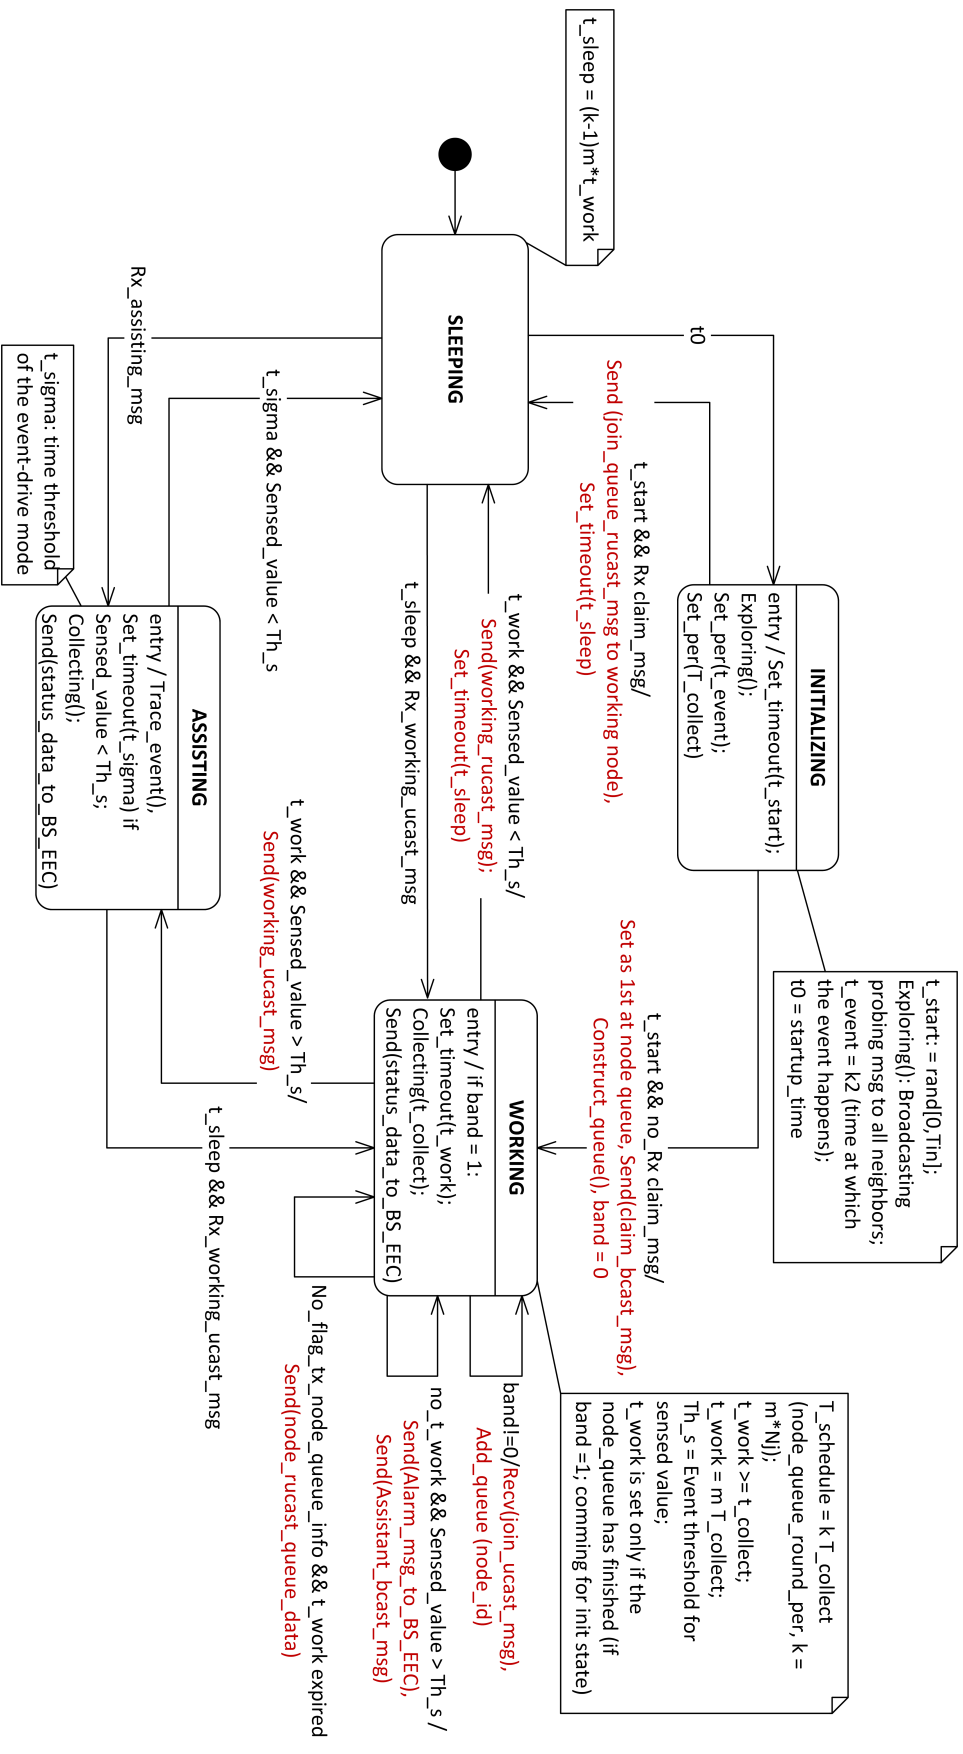 t_sleep = (k-1)m*t_work
t0
SLEEPING
Rx_assisting_msg
t_sigma: time threshold
of the event-drive mode
t_sigma && Sensed_value < Th_s
t_start && Rx claim_msg/
Send (join_queue_rucast_msg to working node),
Set_timeout(t_sleep)
INITIALIZING
entry / Set_timeout(t_start);
Exploring();
Set_per(t_event);
Set_per(T_collect)
t_start: = rand[0,Tin];
Exploring(): Broadcasting
probing msg to all neighbors;
t_event = k2 (time at which
the event happens);
t0 = startup_time
t_work && Sensed_value < Th_s/
Send(working_rucast_msg);
Set_timeout(t_sleep)
t_sleep && Rx_working_ucast_msg
ASSISTING
entry / Trace_event(),
Set_timeout(t_sigma) if
Sensed_value < Th_s;
Collecting();
Send(status_data_to_BS_EEC)
t_work && Sensed_value > Th_s/
Send(working_ucast_msg)
t_start && no_Rx claim_msg/
Set as 1st at node queue, Send(claim_bcast_msg),
Construct_queue(), band = 0
WORKING
entry / if band = 1:
Set_timeout(t_work);
Collecting(t_collect);
Send(status_data_to_BS_EEC)
t_sleep && Rx_working_ucast_msg
T_schedule = k T_collect
(node_queue_round_per, k =
m*Nj);
t_work >= t_collect;
t_work = m T_collect;
Th_s = Event threshold for
sensed value;
t_work is set only if the
node_queue has finished (if
band =1; comming for init state)
band!=0/Recv(join_ucast_msg),
Add_queue (node_id)
no_t_work && Sensed_value > Th_s /
Send(Alarm_msg_to_BS_EEC),
Send(Assistant_bcast_msg)
No_flag_tx_node_queue_info && t_work expired
Send(node_rucast_queue_data)